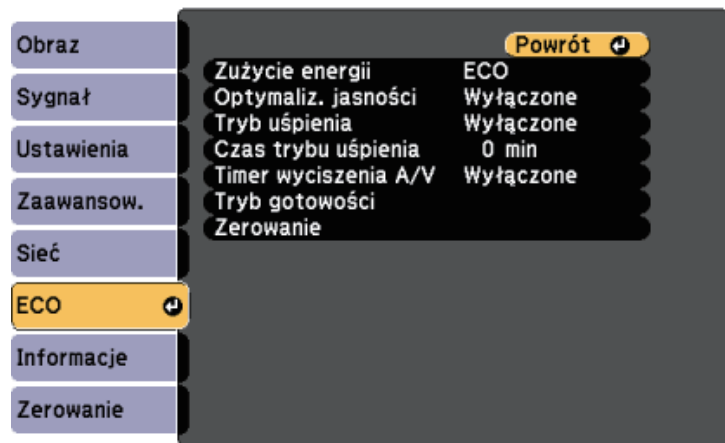 Obraz
Sygnał
Ustawienia
Zaawansow.
Sieć
ECO
Informacje
Zerowanie
Powrót
Zużycie energii ECO
Optymaliz. jasności Wyłączone
Tryb uśpienia Wyłączone
Czas trybu uśpienia 0 min
Timer wyciszenia A/V Wyłączone
Tryb gotowości
Zerowanie